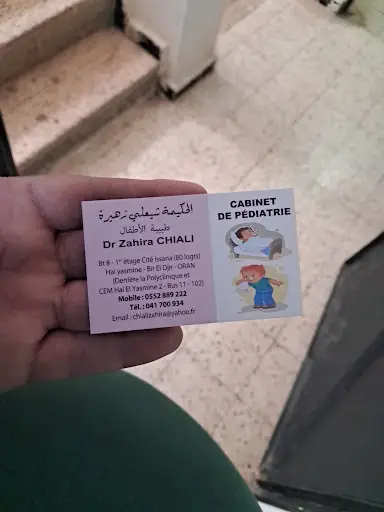 الحكيمة شيعلي زهيرة
طبيبة الأطفال
Dr Zahira CHIALI
Bt 8 - 1er étage Cité Issana (80 logts)
Hai yasmine - Bir El Djir - ORAN
(Derrière la Polyclinique et
CEM Hai El Yasmine 2 - Bus 11 - 102)
Mobile : 0552 889 222
Tél. : 041 700 934
Email : chializahira@yahoo.fr
CABINET
DE PÉDIATRIE